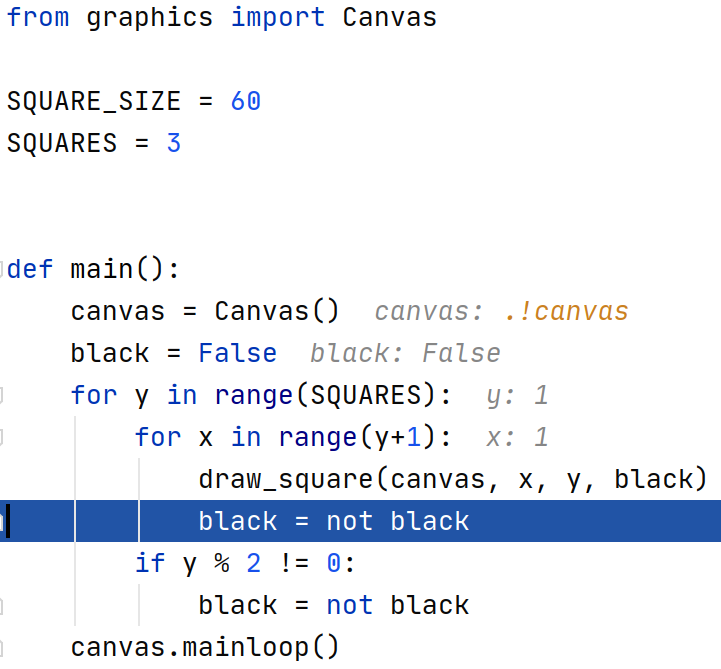 from graphics import Canvas
SQUARE_SIZE = 60
SQUARES = 3
def main():
canvas = Canvas() canvas: .!canvas
black = False black: False
for y in range(SQUARES): y: 1
for x in range(y+1): x: 1
draw_square(canvas, x, y, black)
black = not black
if y % 2 != 0:
black = not black
canvas.mainloop()